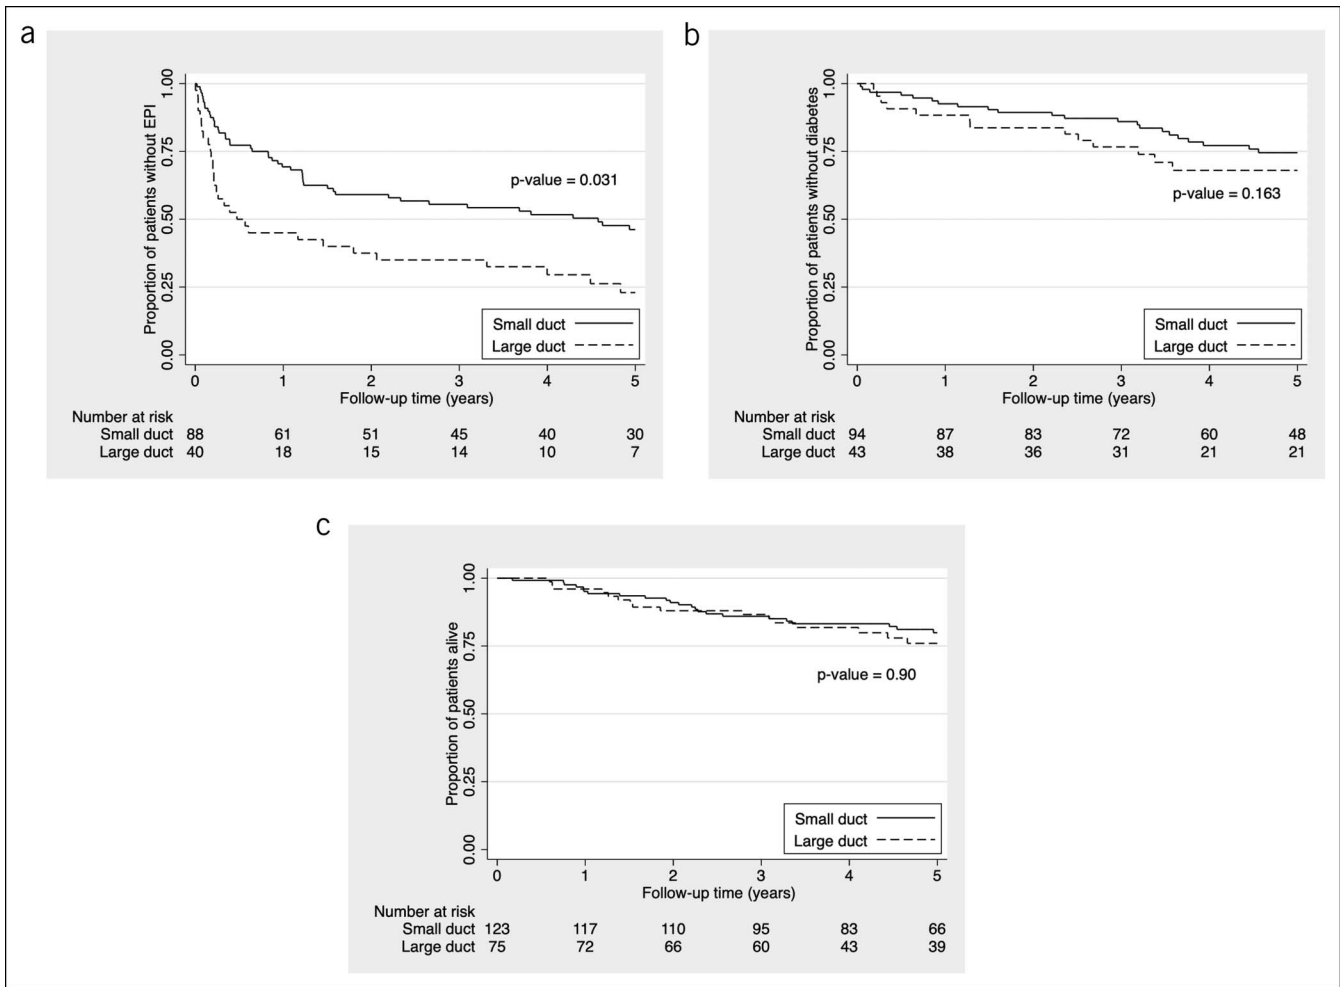 a
Proportion of patients without EPI
1.00
0.75
0.50
0.25
0.00
p-value = 0.031
Small duct
Large duct
0 1 2 3 4 5
Follow-up time (years)
Number at risk
Small duct 88 61 51 45 40 30
Large duct 40 18 15 14 10 7
b
Proportion of patients without diabetes
1.00
0.75
0.50
0.25
0.00
p-value = 0.163
Small duct
Large duct
0 1 2 3 4 5
Follow-up time (years)
Number at risk
Small duct 94 87 83 72 60 48
Large duct 43 38 36 31 21 21
c
Proportion of patients alive
1.00
0.75
0.50
0.25
0.00
p-value = 0.90
Small duct
Large duct
0 1 2 3 4 5
Follow-up time (years)
Number at risk
Small duct 123 117 110 95 83 66
Large duct 75 72 66 60 43 39